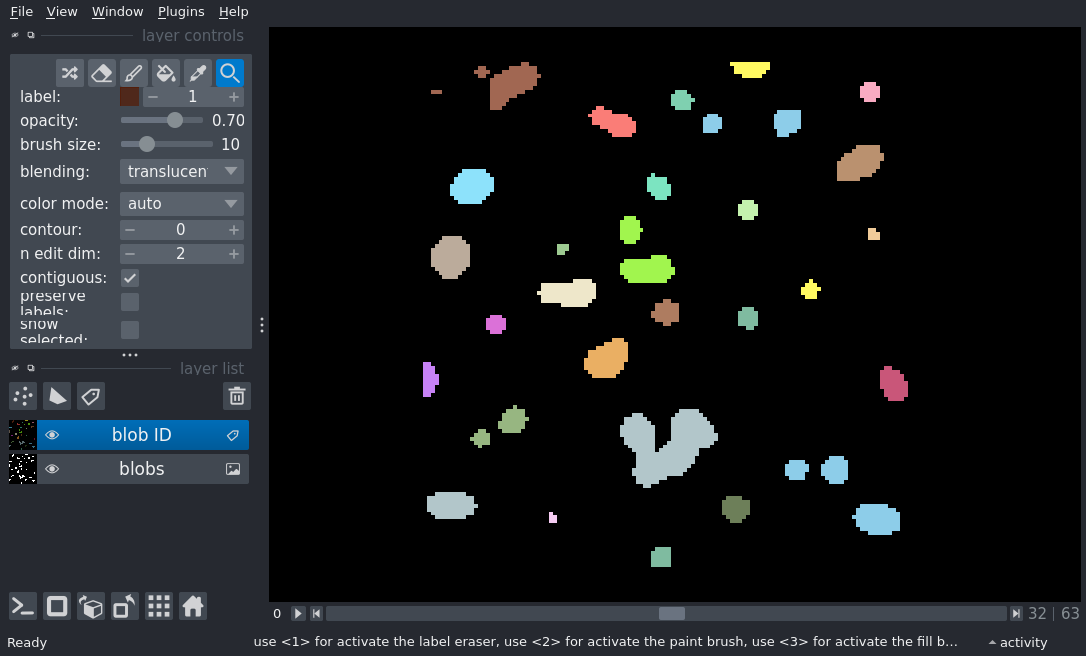 File View Window Plugins Help
layer controls
label: 1
opacity: 0.70
brush size: 10
blending: translucen
color mode: auto
contour: 0
n edit dim: 2
contiguous:
preserve
labels:
show
selected:
layer list
blob ID
blobs
0 32 63
Ready use <1> for activate the label eraser, use <2> for activate the paint brush, use <3> for activate the fill b... activity